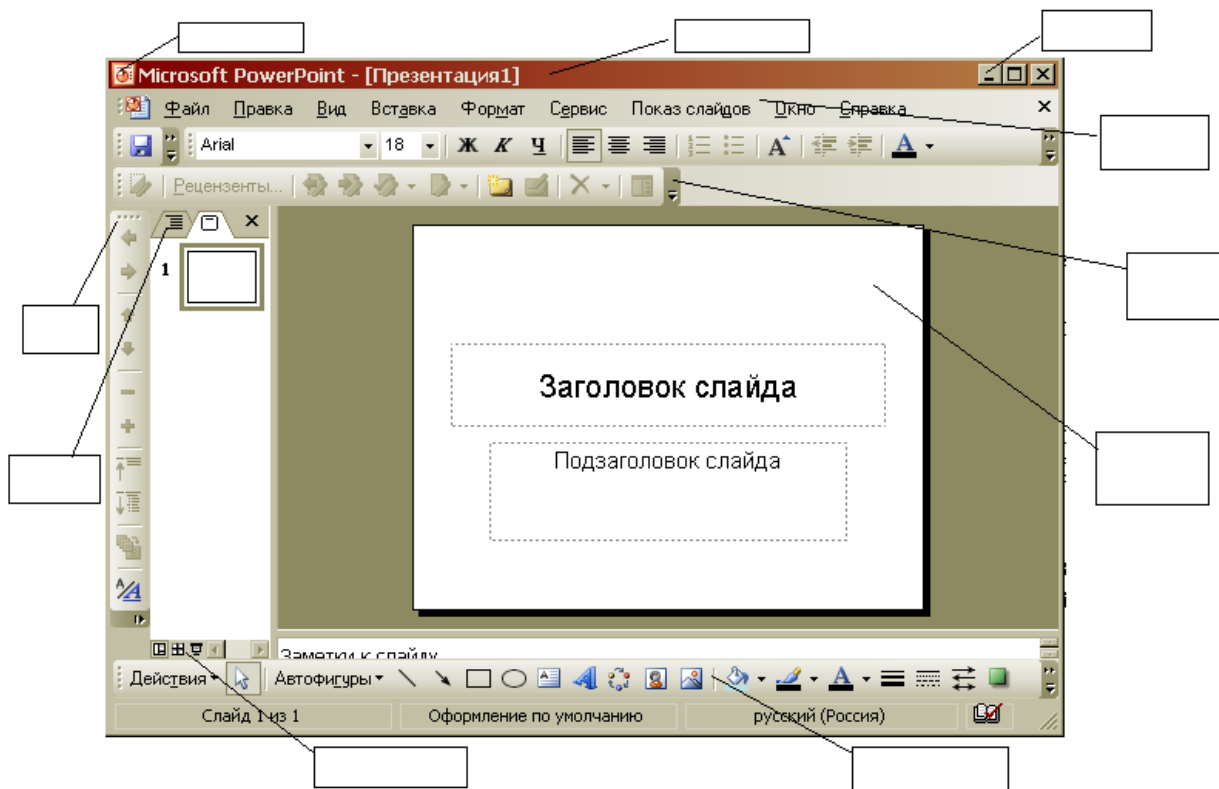 Microsoft PowerPoint - [Презентация1]
Файл Правка Вид Вставка Формат Сервис Показ слайдов Окно Справка
Arial 18 Ж К Ч
Рецензенты...
1
Заголовок слайда
Подзаголовок слайда
Заметки к слайду
Действия Автофигуры
Слайд 1 из 1 Оформление по умолчанию русский (Россия)